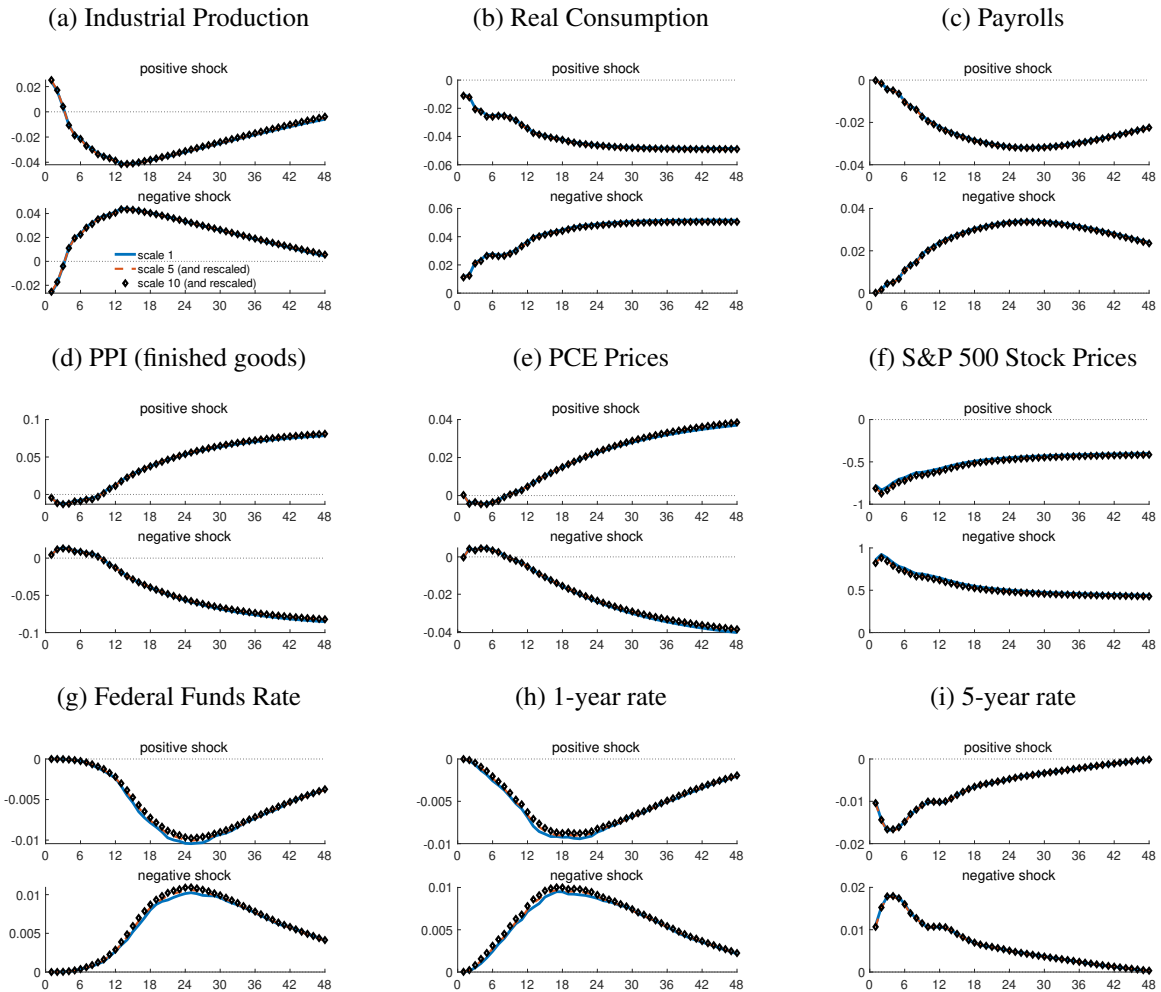 (a) Industrial Production
(b) Real Consumption
(c) Payrolls
positive shock
0.02
0
-0.02
-0.04
0 6 12 18 24 30 36 42 48
negative shock
0.04
0.02
0
-0.02
scale 1
scale 5 (and rescaled)
scale 10 (and rescaled)
0 6 12 18 24 30 36 42 48
positive shock
0
-0.02
-0.04
-0.06
0 6 12 18 24 30 36 42 48
negative shock
0.06
0.04
0.02
0
0 6 12 18 24 30 36 42 48
positive shock
0
-0.02
-0.04
0 6 12 18 24 30 36 42 48
negative shock
0.04
0.02
0
0 6 12 18 24 30 36 42 48
(d) PPI (finished goods)
(e) PCE Prices
(f) S&P 500 Stock Prices
positive shock
0.1
0.05
0
0 6 12 18 24 30 36 42 48
negative shock
0
-0.05
-0.1
0 6 12 18 24 30 36 42 48
positive shock
0.04
0.02
0
0 6 12 18 24 30 36 42 48
negative shock
0
-0.02
-0.04
0 6 12 18 24 30 36 42 48
positive shock
0
-0.5
-1
0 6 12 18 24 30 36 42 48
negative shock
1
0.5
0
0 6 12 18 24 30 36 42 48
(g) Federal Funds Rate
(h) 1-year rate
(i) 5-year rate
positive shock
0
-0.005
-0.01
0 6 12 18 24 30 36 42 48
negative shock
0.01
0.005
0
0 6 12 18 24 30 36 42 48
positive shock
0
-0.005
-0.01
0 6 12 18 24 30 36 42 48
negative shock
0.01
0.005
0
0 6 12 18 24 30 36 42 48
positive shock
0
-0.01
-0.02
0 6 12 18 24 30 36 42 48
negative shock
0.02
0.01
0
0 6 12 18 24 30 36 42 48